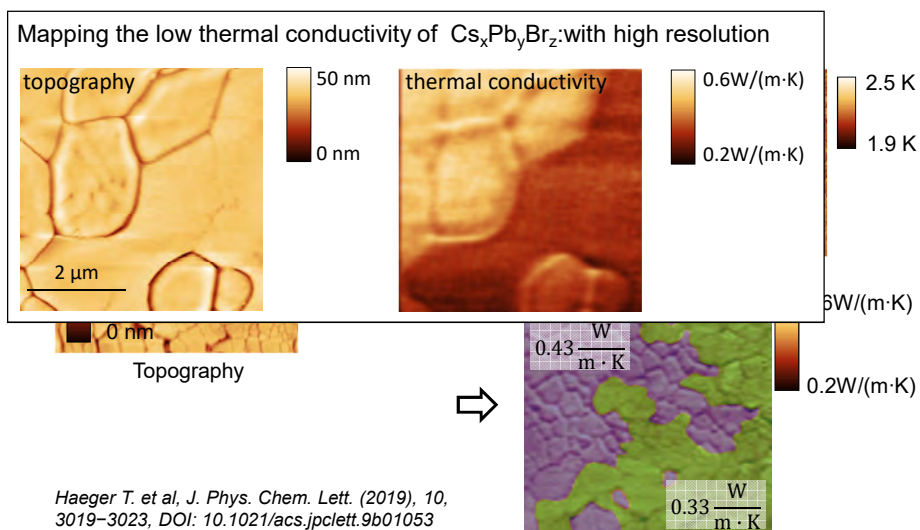 Mapping the low thermal conductivity of CsₓPbᵧBr_z:with high resolution
topography
50 nm
0 nm
2 µm
thermal conductivity
0.6W/(m·K)
0.2W/(m·K)
2.5 K
1.9 K
0 nm
Topography
6W/(m·K)
0.2W/(m·K)
0.43 W/(m · K)
0.33 W/(m · K)
Haeger T. et al, J. Phys. Chem. Lett. (2019), 10,
3019−3023, DOI: 10.1021/acs.jpclett.9b01053